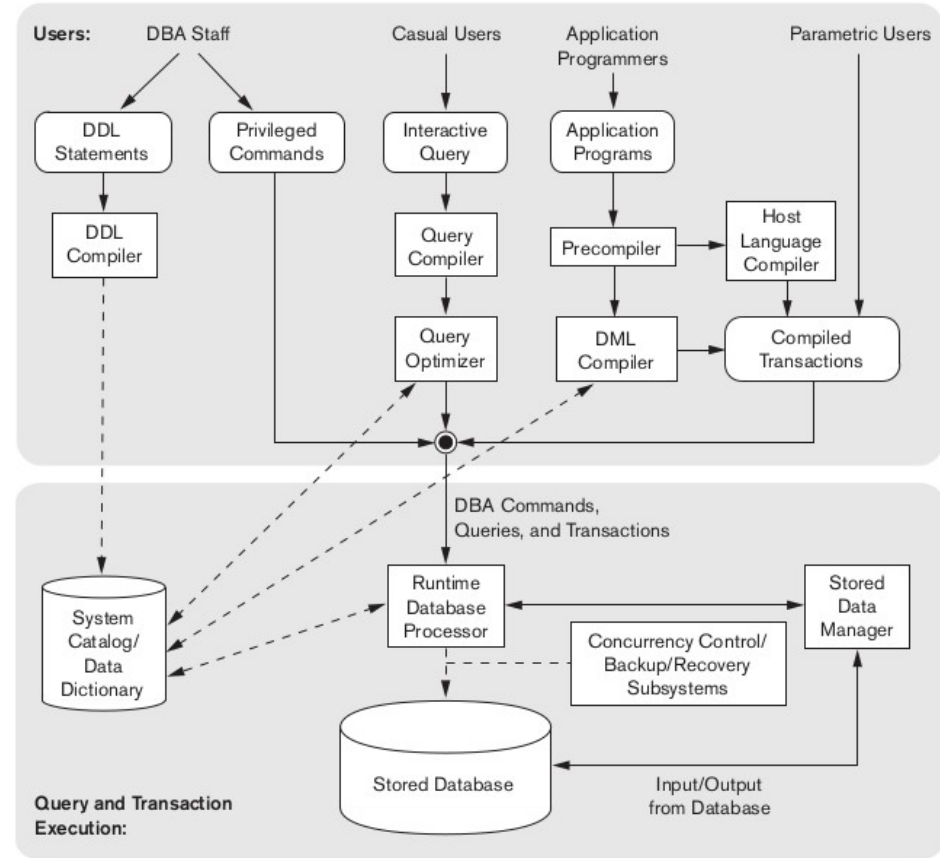 Users:
DBA Staff
Casual Users
Application
Programmers
Parametric Users
DDL
Statements
Privileged
Commands
Interactive
Query
Application
Programs
DDL
Compiler
Query
Compiler
Precompiler
Host
Language
Compiler
Query
Optimizer
DML
Compiler
Compiled
Transactions
DBA Commands,
Queries, and Transactions
System
Catalog/
Data
Dictionary
Runtime
Database
Processor
Stored
Data
Manager
Concurrency Control/
Backup/Recovery
Subsystems
Stored Database
Input/Output
from Database
Query and Transaction
Execution: